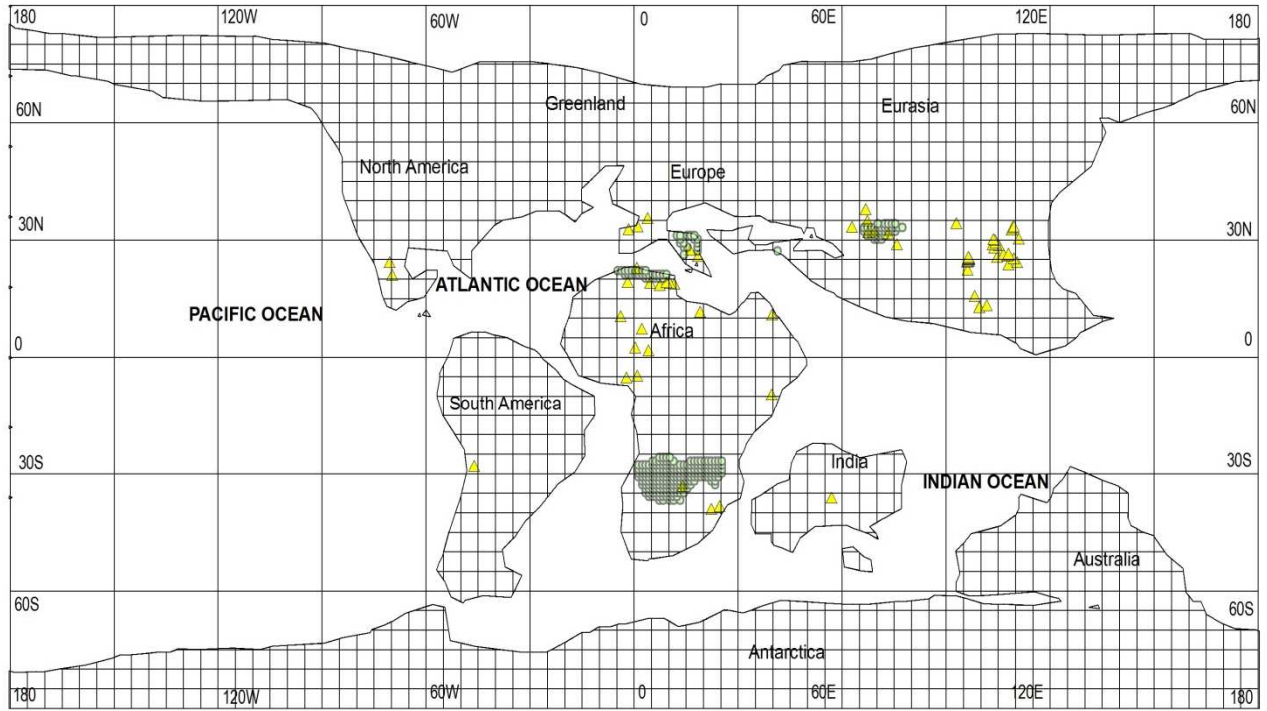 180 120W 60W 0 60E 120E 180
Greenland Eurasia
60N 60N
North America Europe
30N 30N
ATLANTIC OCEAN
PACIFIC OCEAN
Africa
0 0
South America
India
30S 30S
INDIAN OCEAN
Australia
60S 60S
Antarctica
180 120W 60W 0 60E 120E 180